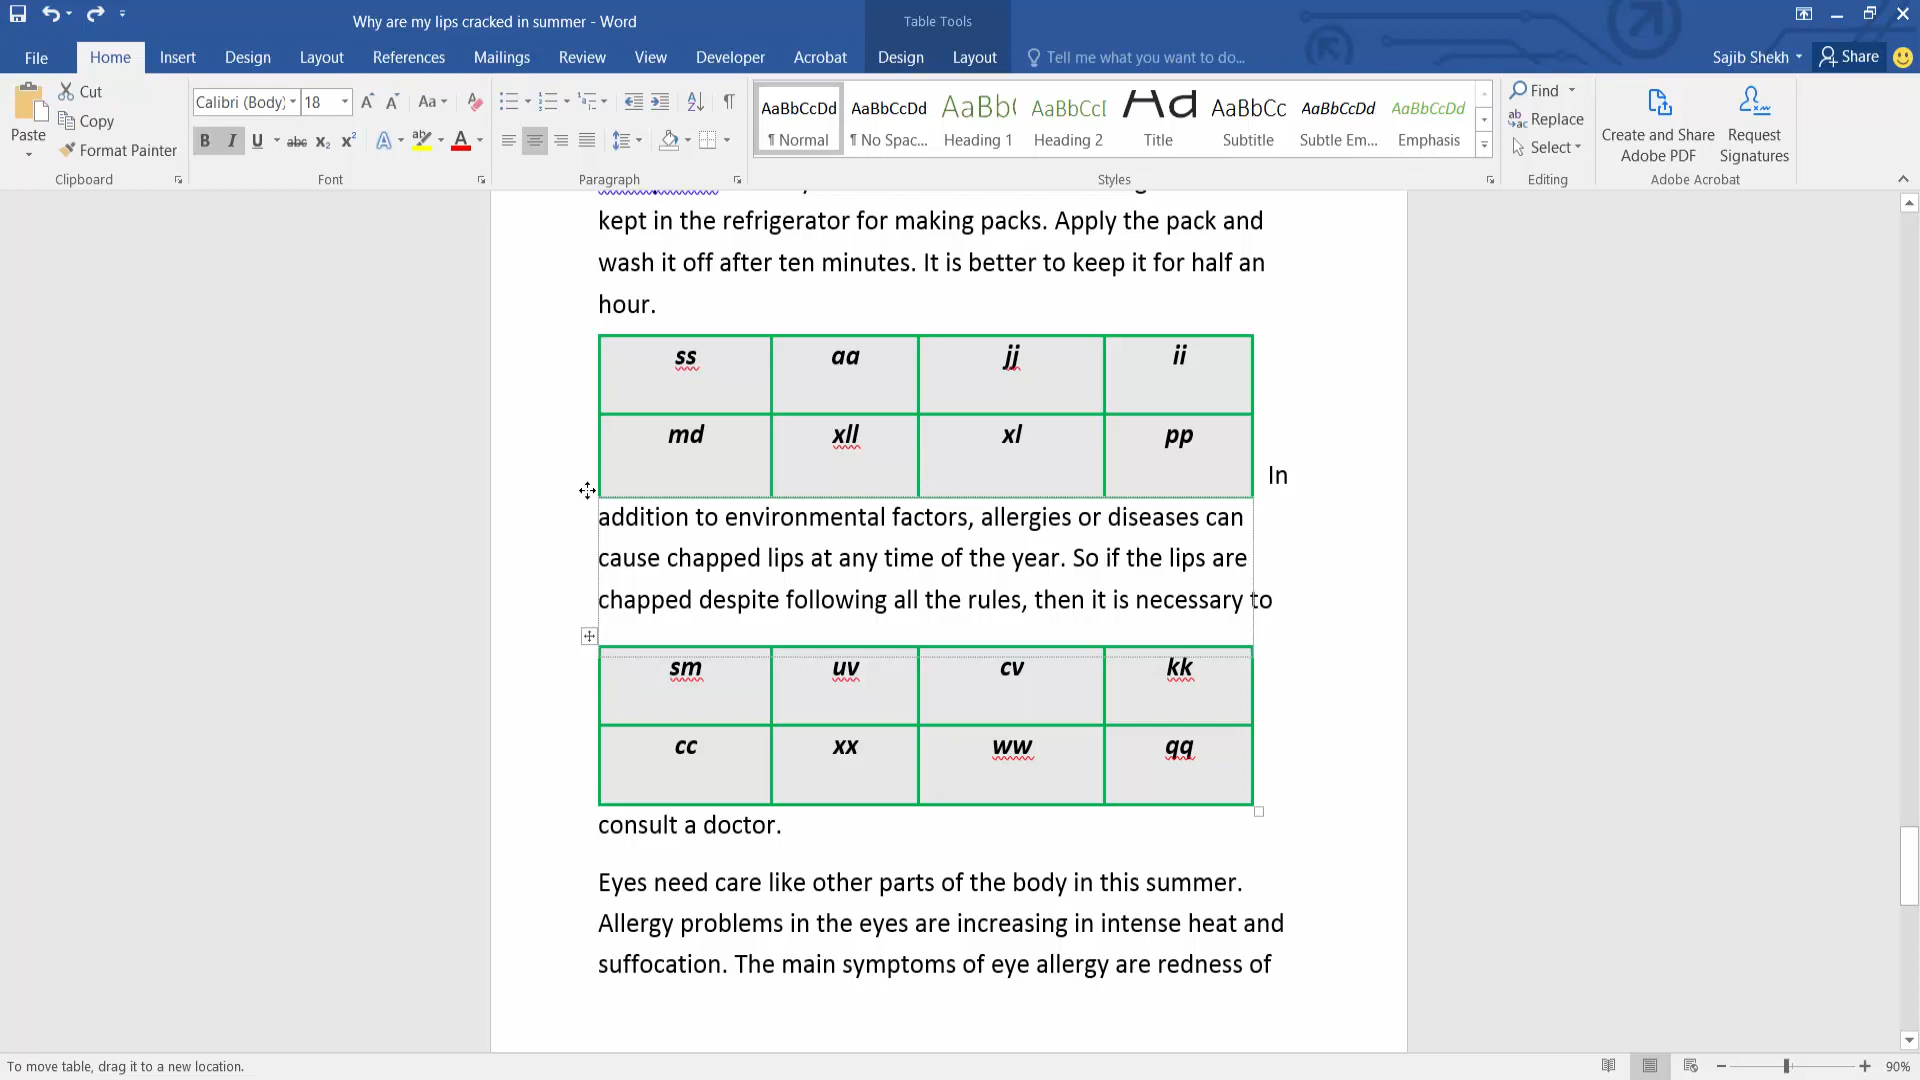 Why are my lips cracked in summer - Word
Table Tools
File Home Insert Design Layout References Mailings Review View Developer Acrobat Design Layout Tell me what you want to do... Sajib Shekh Share
Paste
Cut
Copy
Format Painter
Clipboard
Calibri (Body) 18
Font
Paragraph
AaBbCcDd AaBbCcDd AaBb( AaBbCc[ Ad AaBbCc AaBbCcDd AaBbCcDd
¶ Normal ¶ No Spac... Heading 1 Heading 2 Title Subtitle Subtle Em... Emphasis
Styles
Find
Replace
Select
Editing
Create and Share
Adobe PDF
Request
Signatures
Adobe Acrobat
kept in the refrigerator for making packs. Apply the pack and
wash it off after ten minutes. It is better to keep it for half an
hour.
ss aa jj ii
md xll xl pp
In
addition to environmental factors, allergies or diseases can
cause chapped lips at any time of the year. So if the lips are
chapped despite following all the rules, then it is necessary to
sm uv cv kk
cc xx ww qq
consult a doctor.
Eyes need care like other parts of the body in this summer.
Allergy problems in the eyes are increasing in intense heat and
suffocation. The main symptoms of eye allergy are redness of
To move table, drag it to a new location.
90%